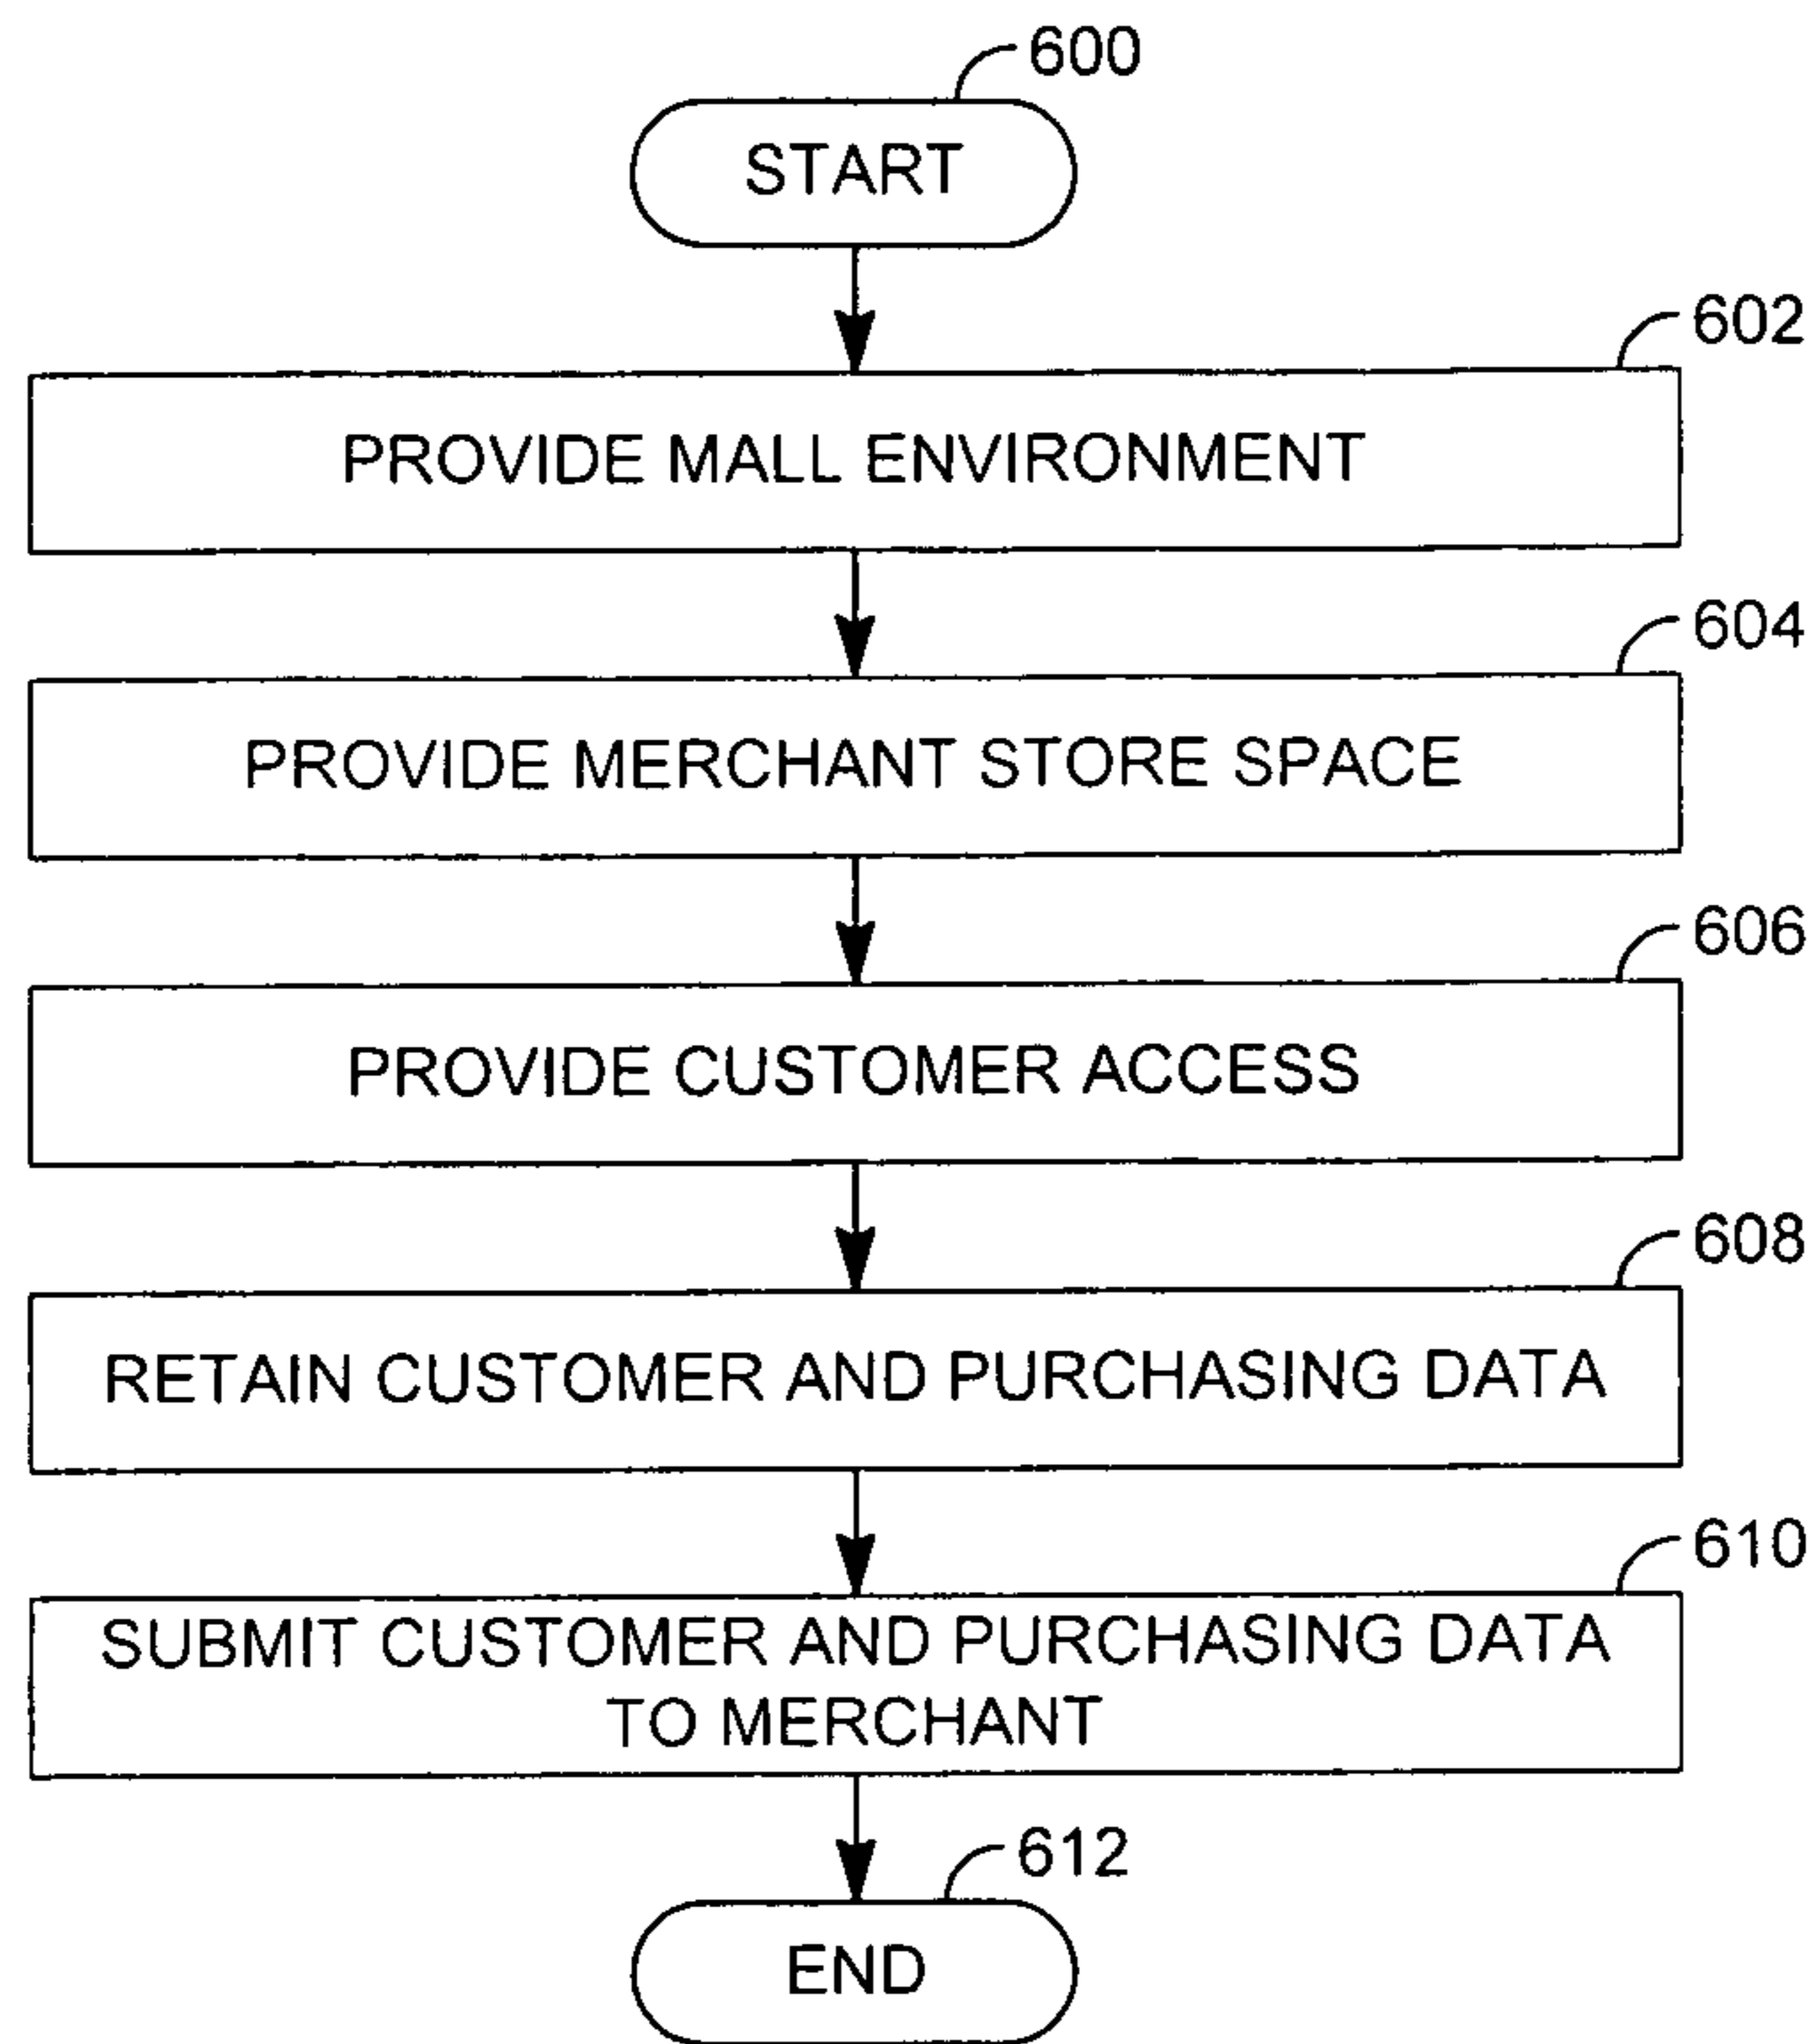 600
START
602
PROVIDE MALL ENVIRONMENT
604
PROVIDE MERCHANT STORE SPACE
606
PROVIDE CUSTOMER ACCESS
608
RETAIN CUSTOMER AND PURCHASING DATA
610
SUBMIT CUSTOMER AND PURCHASING DATA
TO MERCHANT
612
END